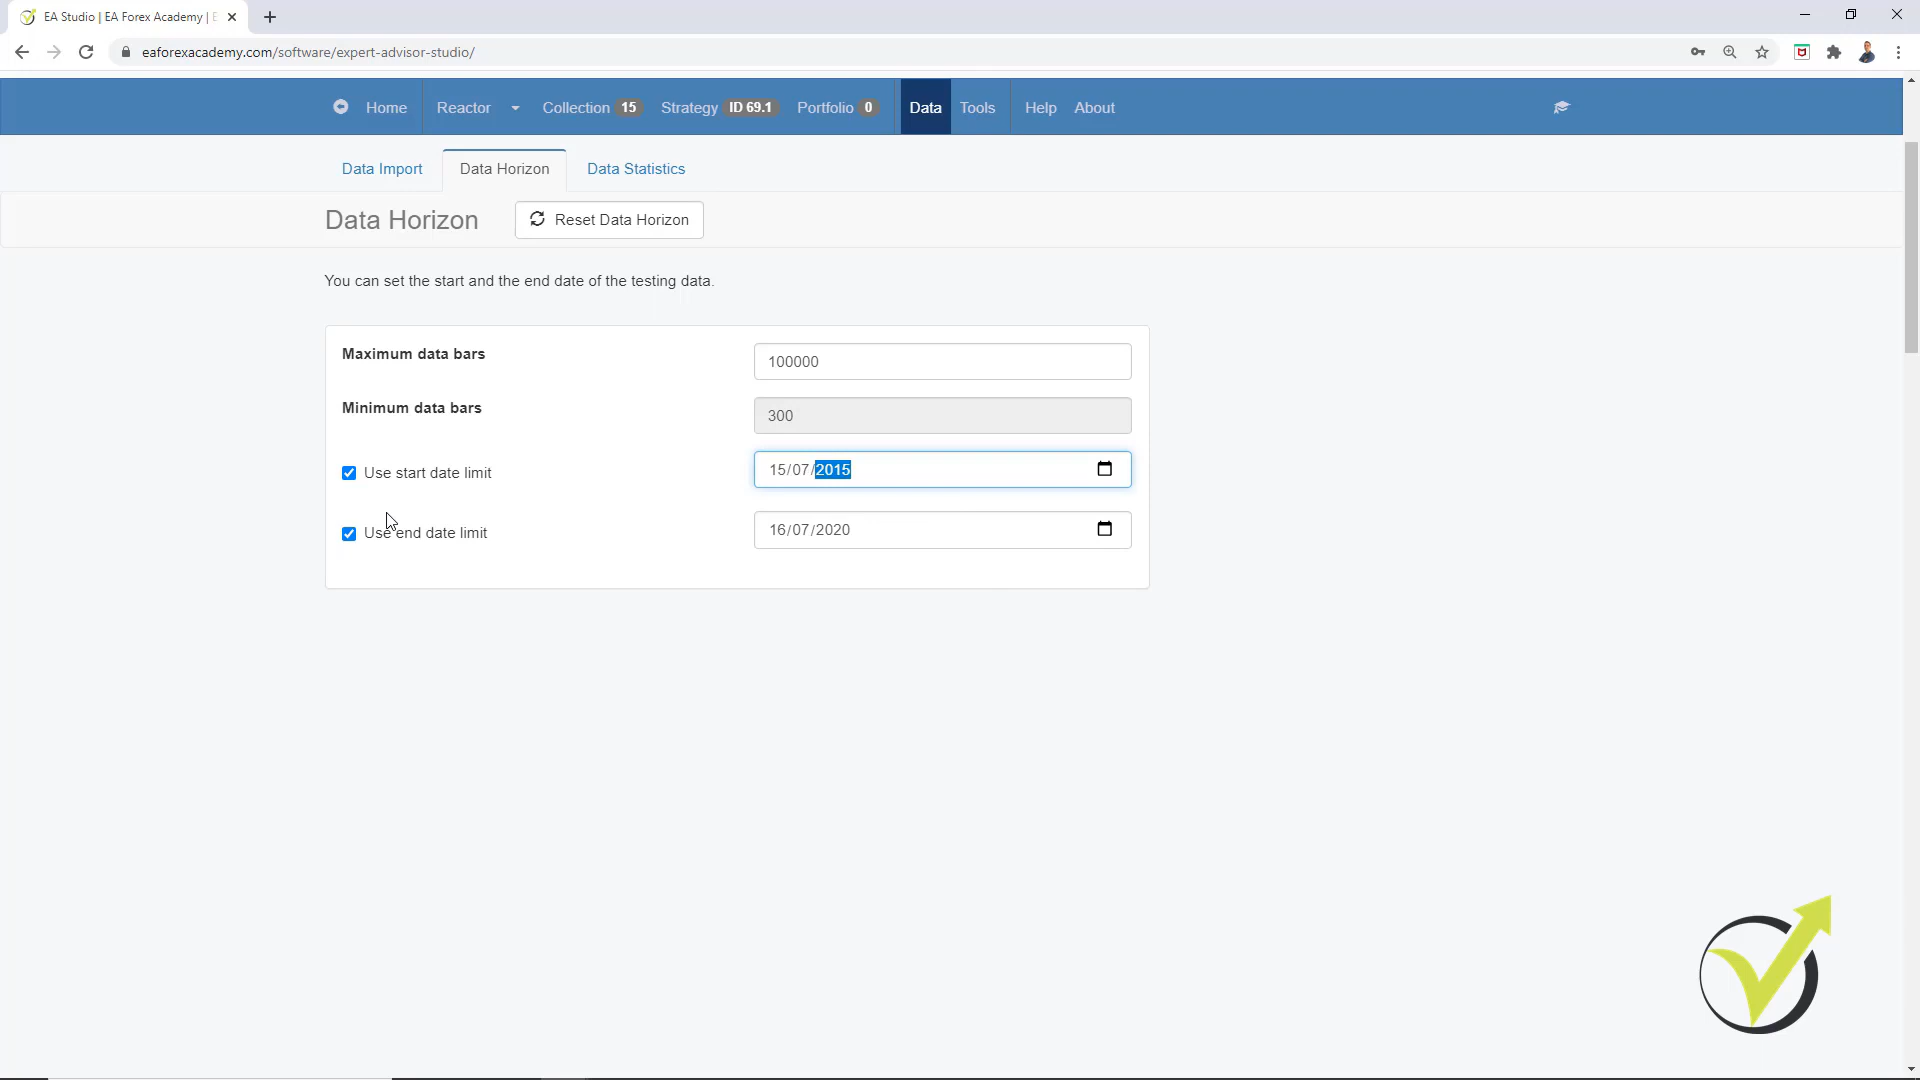 EA Studio | EA Forex Academy |
eaforexacademy.com/software/expert-advisor-studio/
Home Reactor Collection 15 Strategy ID 69.1 Portfolio 0 Data Tools Help About
Data Import Data Horizon Data Statistics
Data Horizon Reset Data Horizon
You can set the start and the end date of the testing data.
Maximum data bars 100000
Minimum data bars 300
Use start date limit 15/07/2015
Use end date limit 16/07/2020